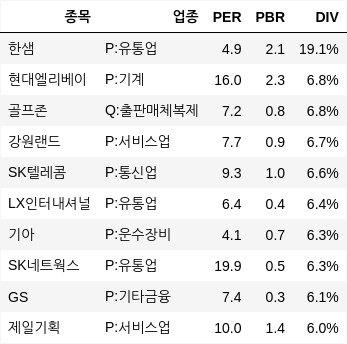 종목 업종 PER PBR DIV
한샘 P:유통업 4.9 2.1 19.1%
현대엘리베이 P:기계 16.0 2.3 6.8%
골프존 Q:출판매체복제 7.2 0.8 6.8%
강원랜드 P:서비스업 7.7 0.9 6.7%
SK텔레콤 P:통신업 9.3 1.0 6.6%
LX인터내셔널 P:유통업 6.4 0.4 6.4%
기아 P:운수장비 4.1 0.7 6.3%
SK네트웍스 P:유통업 19.9 0.5 6.3%
GS P:기타금융 7.4 0.3 6.1%
제일기획 P:서비스업 10.0 1.4 6.0%